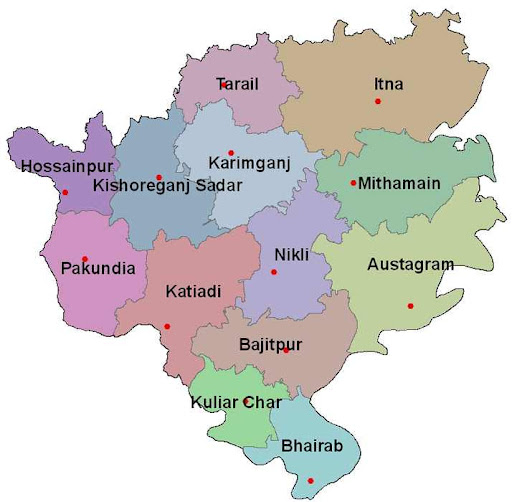 Tarail
Itna
Hossainpur
Kishoreganj Sadar
Karimganj
Mithamain
Pakundia
Katiadi
Nikli
Austagram
Bajitpur
Kuliar Char
Bhairab